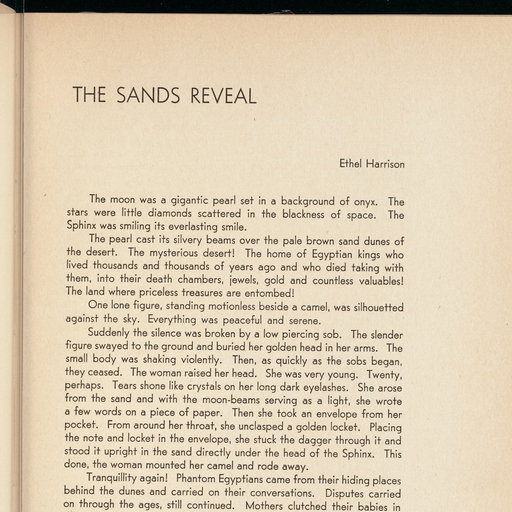 THE SANDS REVEAL
Ethel Harrison
The moon was a gigantic pearl set in a background of onyx. The
stars were little diamonds scattered in the blackness of space. The
Sphinx was smiling its everlasting smile.
The pearl cast its silvery beams over the pale brown sand dunes of
the desert. The mysterious desert! The home of Egyptian kings who
lived thousands and thousands of years ago and who died taking with
them, into their death chambers, jewels, gold and countless valuables!
The land where priceless treasures are entombed!
One lone figure, standing motionless beside a camel, was silhouetted
against the sky. Everything was peaceful and serene.
Suddenly the silence was broken by a low piercing sob. The slender
figure swayed to the ground and buried her golden head in her arms. The
small body was shaking violently. Then, as quickly as the sobs began,
they ceased. The woman raised her head. She was very young. Twenty,
perhaps. Tears shone like crystals on her long dark eyelashes. She arose
from the sand and with the moon-beams serving as a light, she wrote
a few words on a piece of paper. Then she took an envelope from her
pocket. From around her throat, she unclasped a golden locket. Placing
the note and locket in the envelope, she stuck the dagger through it and
stood it upright in the sand directly under the head of the Sphinx. This
done, the woman mounted her camel and rode away.
Tranquillity again! Phantom Egyptians came from their hiding places
behind the dunes and carried on their conversations. Disputes carried
on through the ages, still continued. Mothers clutched their babies in